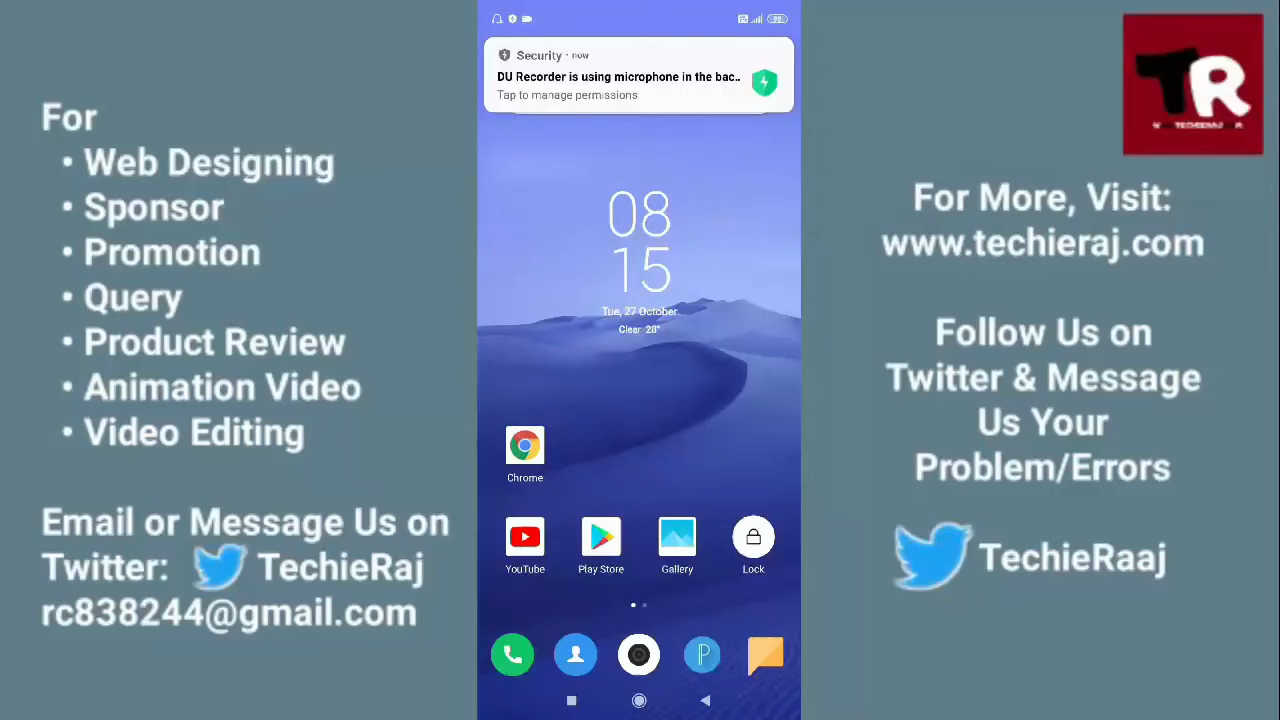 For
• Web Designing
• Sponsor
• Promotion
• Query
• Product Review
• Animation Video
• Video Editing
Email or Message Us on
Twitter: TechieRaj
rc838244@gmail.com
Security • now
DU Recorder is using microphone in the bac..
Tap to manage permissions
08
15
Tue, 27 October
Clear 28°
Chrome
YouTube
Play Store
Gallery
Lock
TR
For More, Visit:
www.techieraj.com
Follow Us on
Twitter & Message
Us Your
Problem/Errors
TechieRaaj